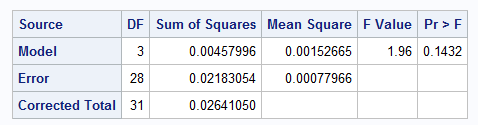 Source DF Sum of Squares Mean Square F Value Pr > F
Model 3 0.00457996 0.00152665 1.96 0.1432
Error 28 0.02183054 0.00077966
Corrected Total 31 0.02641050